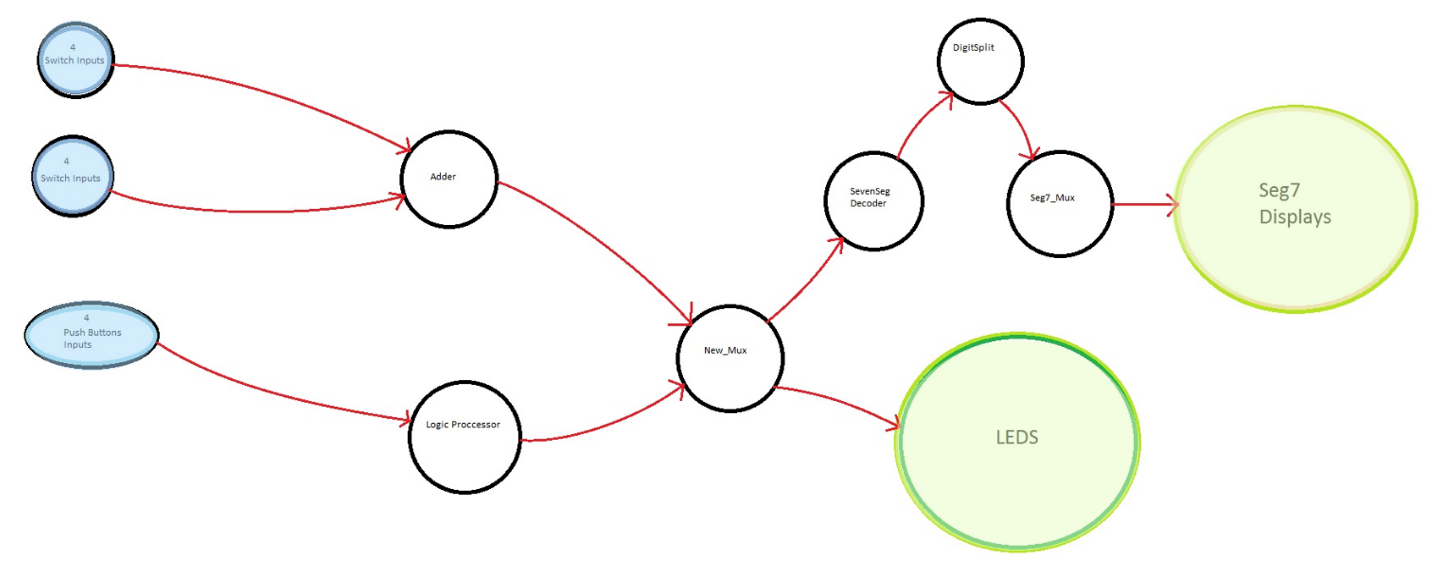 4
Switch Inputs
4
Switch Inputs
4
Push Buttons
Inputs
Adder
Logic Proccessor
New_Mux
SevenSeg
Decoder
DigitSplit
Seg7_Mux
Seg7
Displays
LEDS